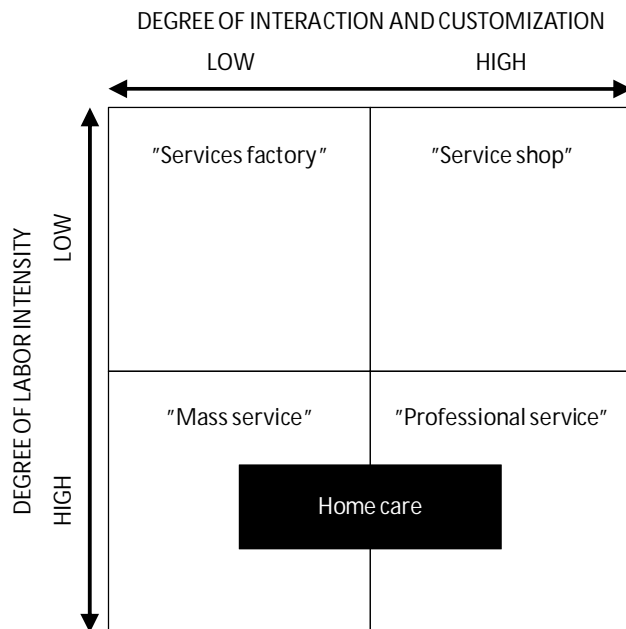 DEGREE OF INTERACTION AND CUSTOMIZATION
LOW HIGH
"Services factory" "Service shop"
DEGREE OF LABOR INTENSITY
LOW
"Mass service" "Professional service"
HIGH
Home care